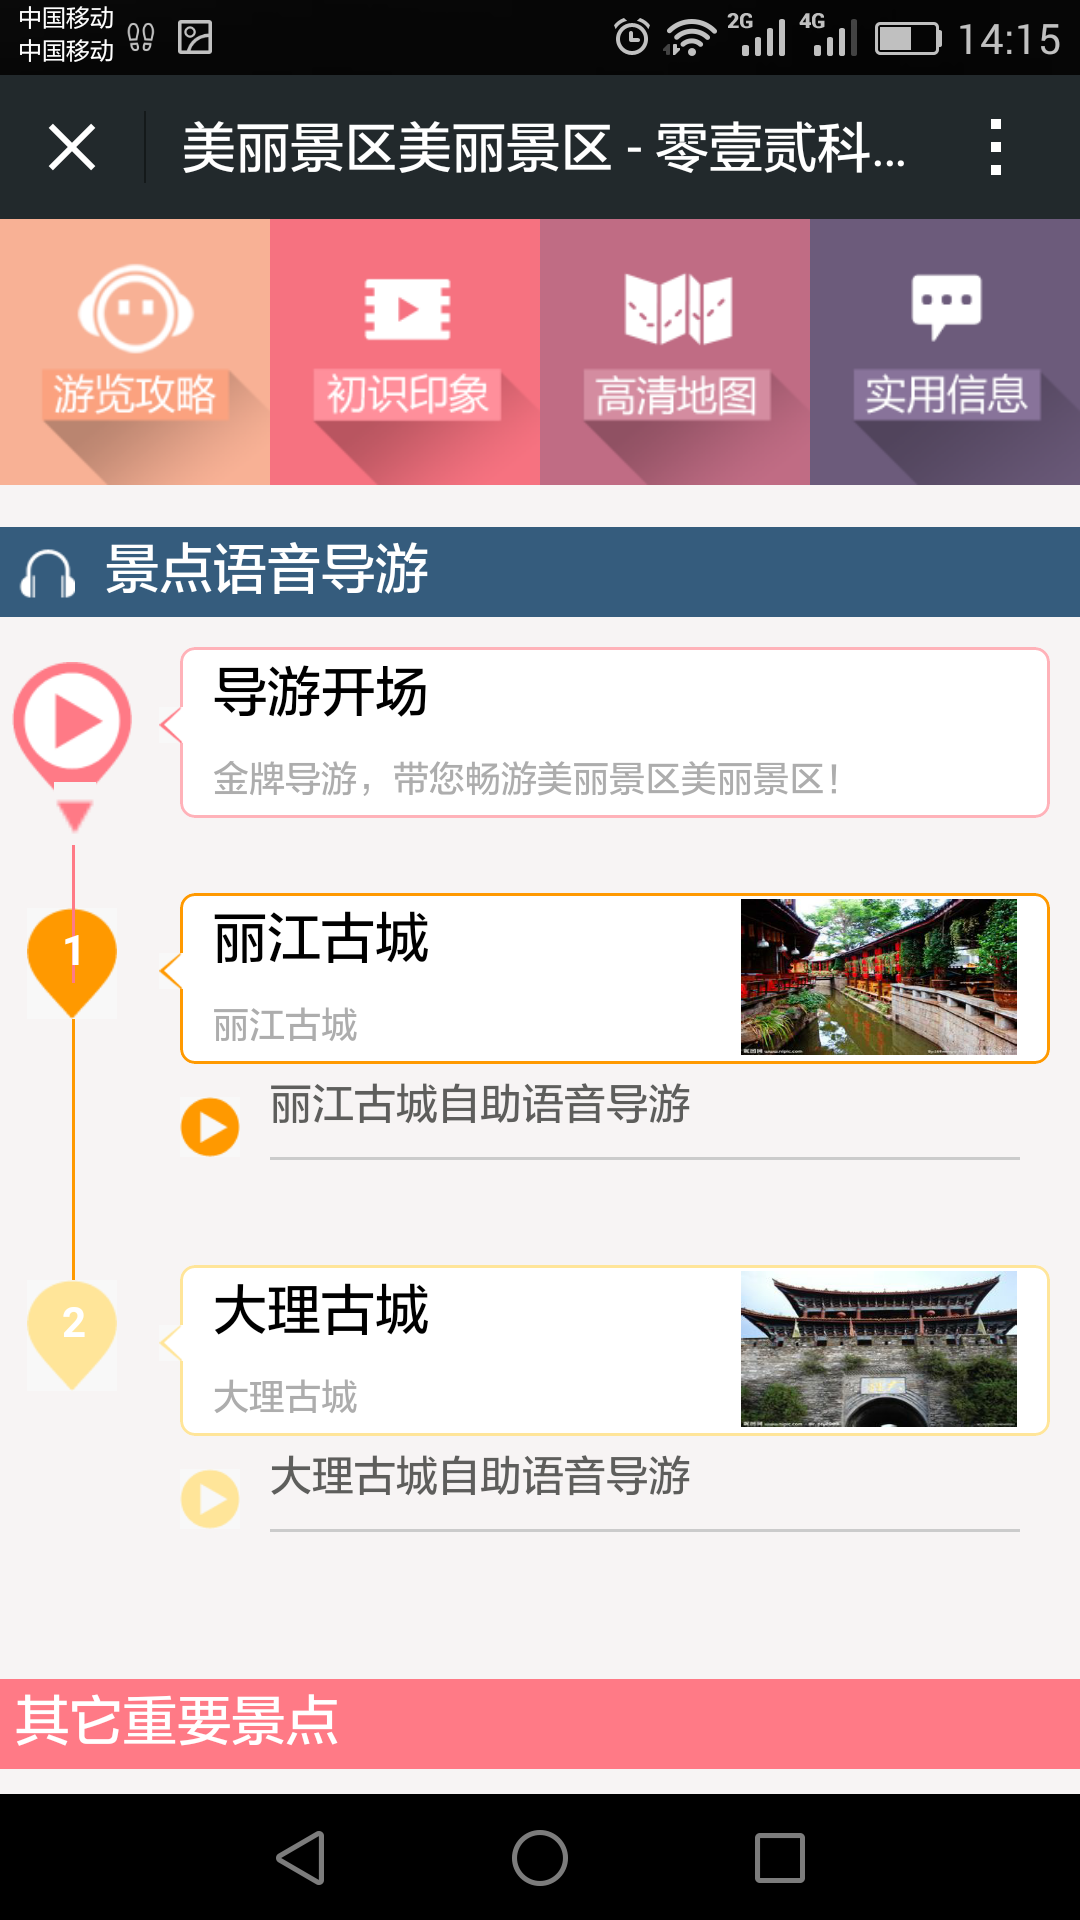 中国移动
中国移动
2G
4G
14:15
美丽景区美丽景区 - 零壹贰科...
游览攻略
初识印象
高清地图
实用信息
景点语音导游
导游开场
金牌导游，带您畅游美丽景区美丽景区！
1
丽江古城
丽江古城
丽江古城自助语音导游
2
大理古城
大理古城
大理古城自助语音导游
其它重要景点